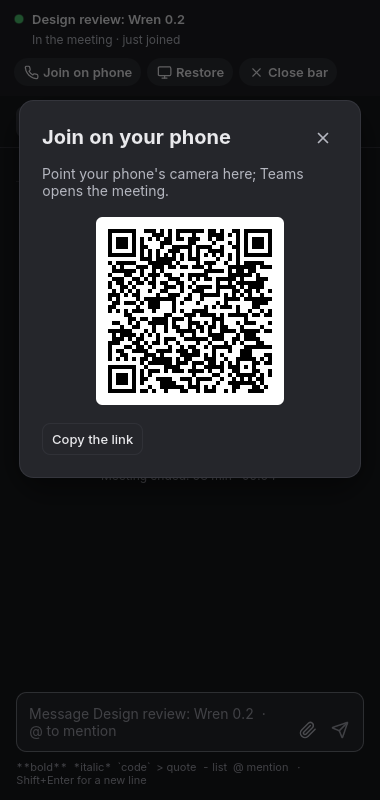 Design review: Wren 0.2
In the meeting · just joined
Join on phone
Restore
Close bar
Join on your phone
Point your phone's camera here; Teams
opens the meeting.
Copy the link
Message Design review: Wren 0.2 ·
@ to mention
**bold** *italic* `code` > quote - list @ mention ·
Shift+Enter for a new line